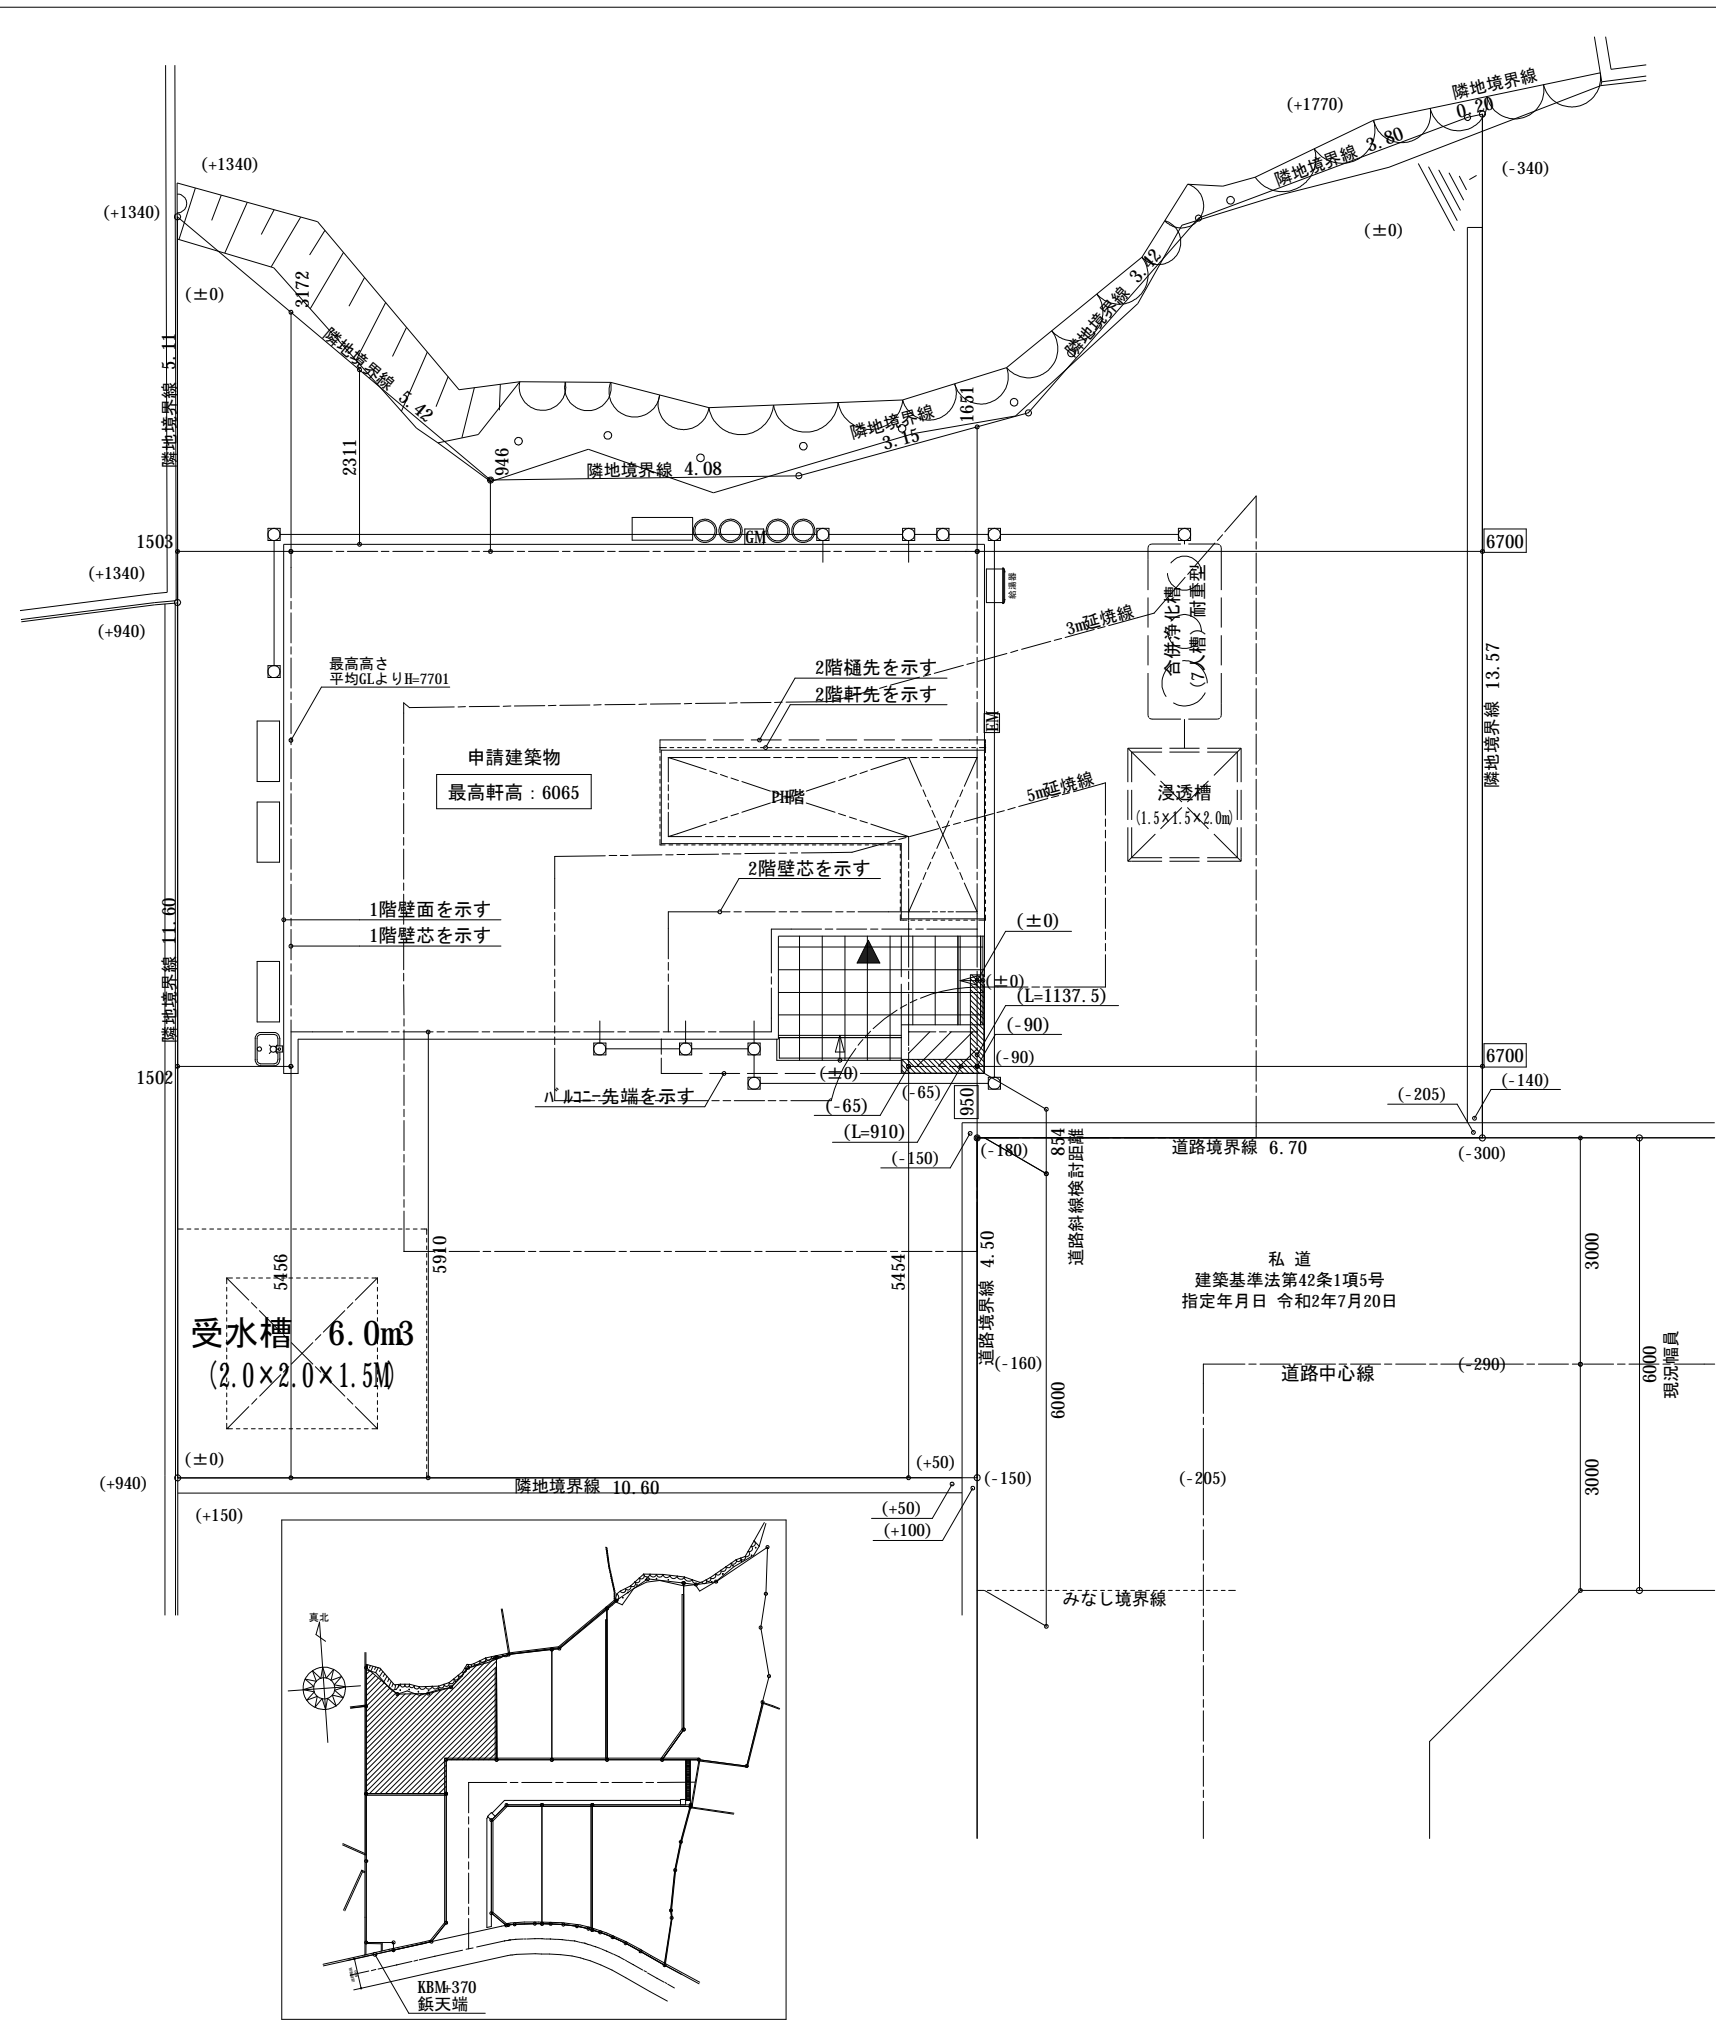 隣地境界線
0.20
(+1770)
隣地境界線 3.80
(+1340)
(-340)
(+1340)
(±0)
(±0)
3172
隣地境界線 3.42
隣地境界線 5.11
隣地境界線 5.42
1651
隣地境界線
3.15
2311
946
隣地境界線 4.08
GM
1503
6700
(+1340)
給湯器
合併浄化槽
(7人槽) 耐重型
3m延焼線
(+940)
最高高さ
平均GLよりH=7701
2階樋先を示す
2階軒先を示す
隣地境界線 13.57
EM
申請建築物
最高軒高：6065
PH階
5m延焼線
浸透槽
(1.5×1.5×2.0m)
2階壁芯を示す
1階壁面を示す
1階壁芯を示す
隣地境界線 11.60
(±0)
(±0)
(L=1137.5)
(-90)
(-90)
6700
1502
(±0)
(-65)
(-65)
950
(-205)
(-140)
バルコニー先端を示す
(L=910)
(-150)
(-180)
854
道路斜線検討距離
道路境界線 6.70
(-300)
5456
5910
5454
道路境界線 4.50
3000
私 道
建築基準法第42条1項5号
指定年月日 令和2年7月20日
受水槽 6.0m3
(2.0×2.0×1.5M)
(-160)
6000
道路中心線
(-290)
6000
現況幅員
(±0)
(+50)
(-150)
(-205)
3000
(+940)
隣地境界線 10.60
(+150)
(+50)
(+100)
みなし境界線
真北
KBM+370
鋲天端